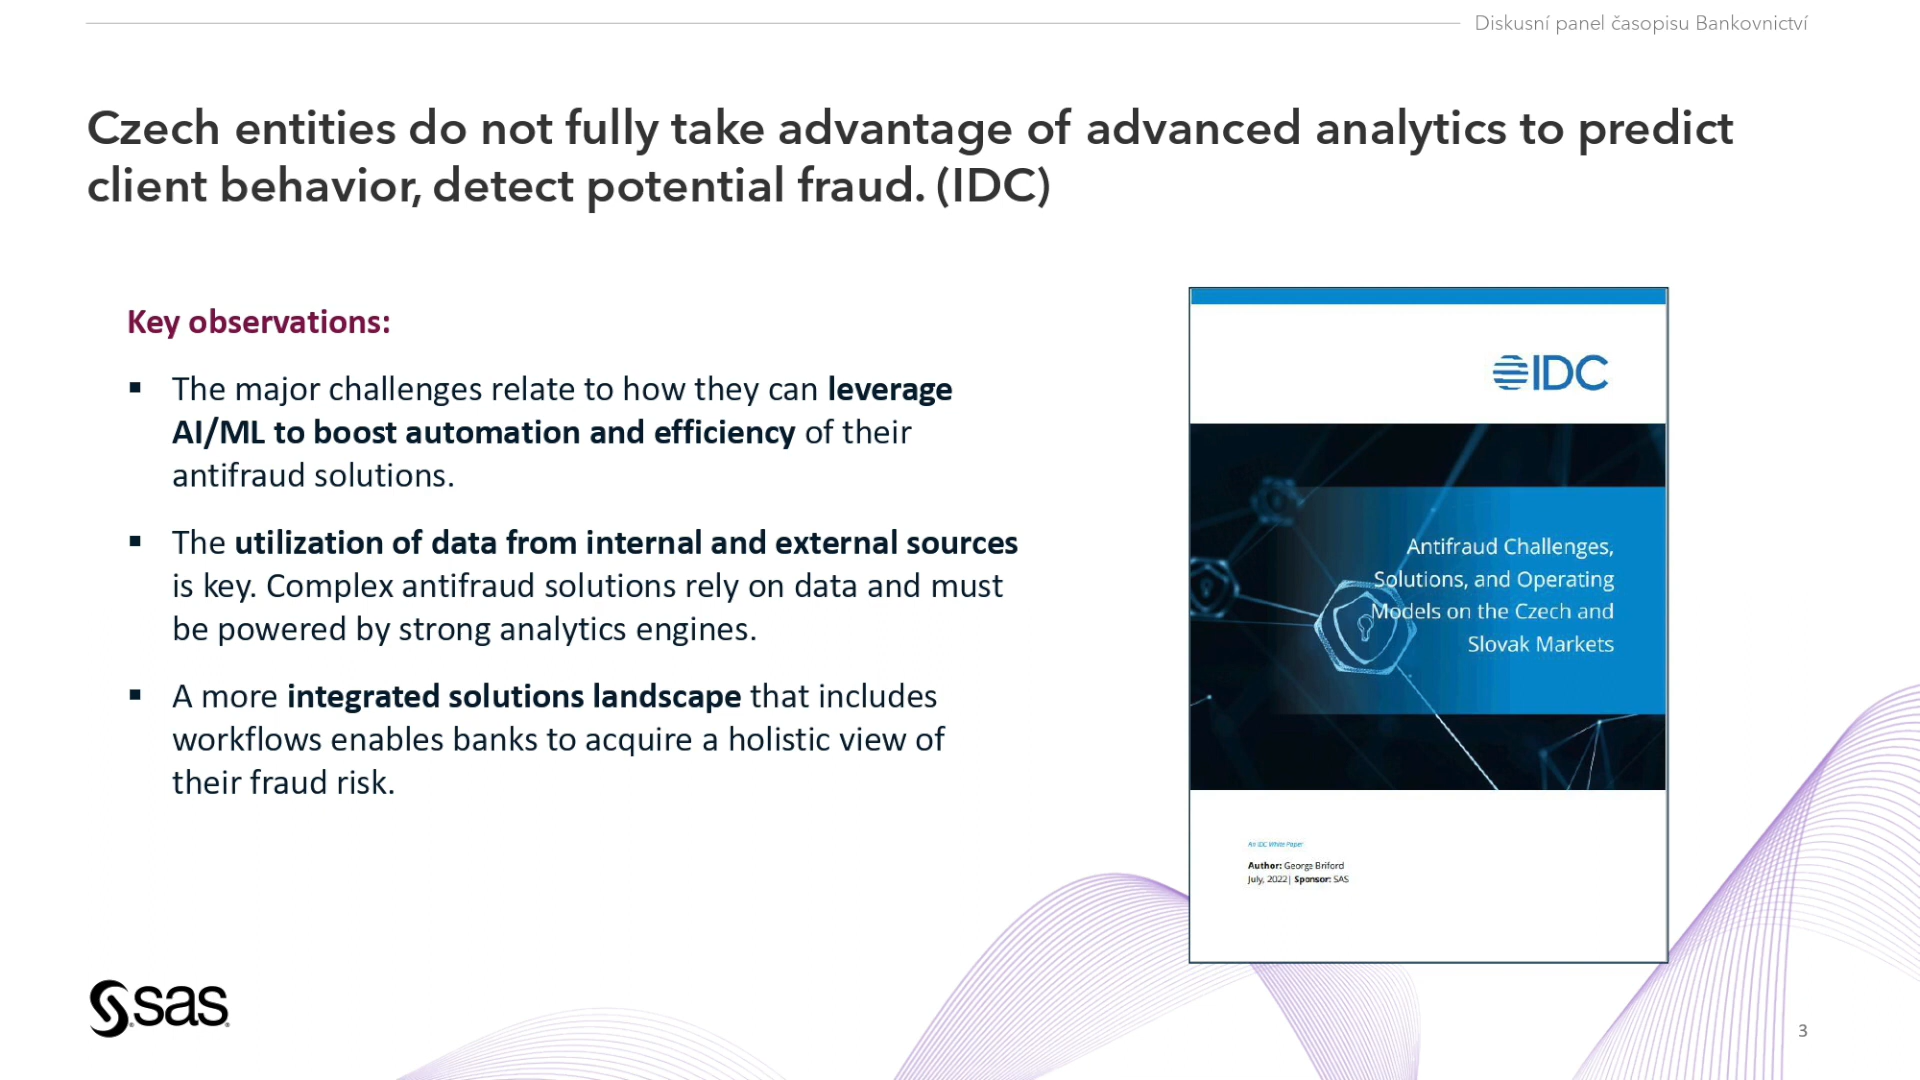 Diskusní panel časopisu Bankovnictví
Czech entities do not fully take advantage of advanced analytics to predict
client behavior, detect potential fraud. (IDC)
Key observations:
▪ The major challenges relate to how they can leverage
AI/ML to boost automation and efficiency of their
antifraud solutions.
▪ The utilization of data from internal and external sources
is key. Complex antifraud solutions rely on data and must
be powered by strong analytics engines.
▪ A more integrated solutions landscape that includes
workflows enables banks to acquire a holistic view of
their fraud risk.
IDC
Antifraud Challenges,
Solutions, and Operating
Models on the Czech and
Slovak Markets
An IDC White Paper
Author: George Briford
July, 2022| Sponsor: SAS
sas
3